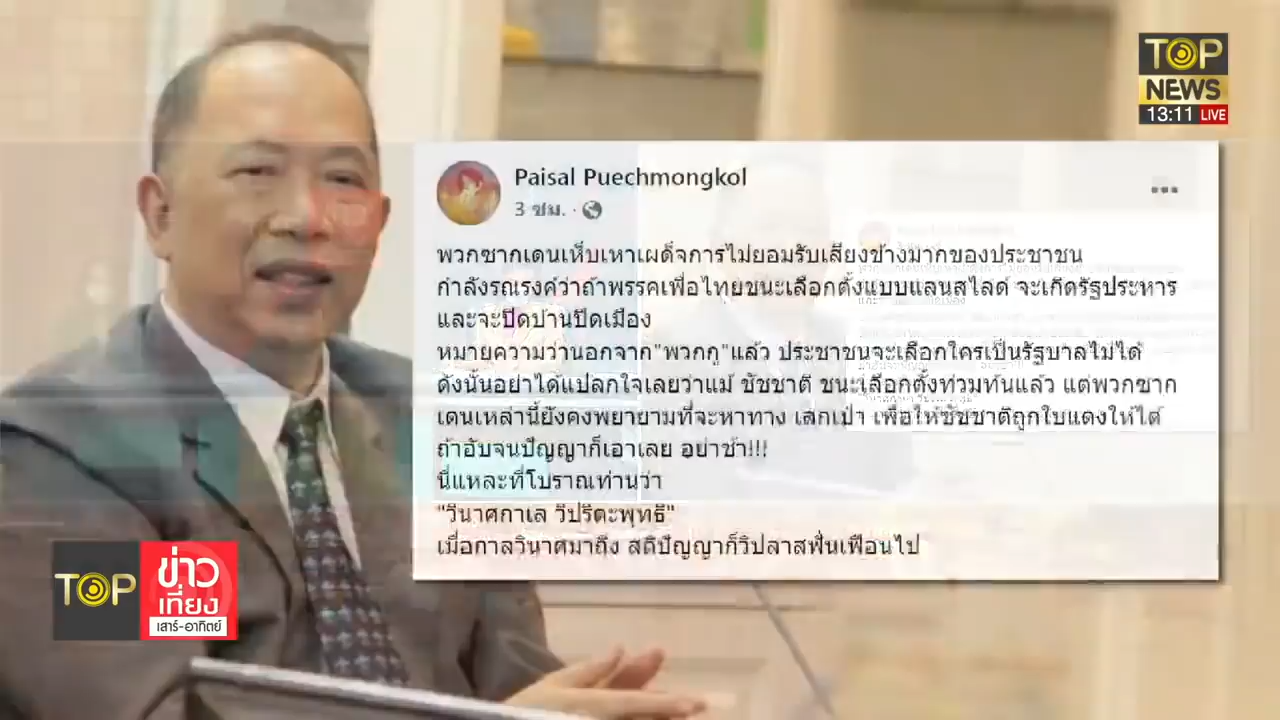 TOP
NEWS
13:11 LIVE
Paisal Puechmongkol
3 ชม. ·
พวกซากเดนเห็บเหาเผด็จการไม่ยอมรับเสียงข้างมากของประชาชน
กำลังรณรงค์ว่าถ้าพรรคเพื่อไทยชนะเลือกตั้งแบบแลนสไลด์ จะเกิดรัฐประหาร
และจะปิดบ้านปิดเมือง
หมายความว่านอกจาก"พวกกู"แล้ว ประชาชนจะเลือกใครเป็นรัฐบาลไม่ได้
ดังนั้นอย่าได้แปลกใจเลยว่าแม้ ชัชชาติ ชนะเลือกตั้งท่วมท้นแล้ว แต่พวกซาก
เดนเหล่านี้ยังคงพยายามที่จะหาทาง เสกเป่า เพื่อให้ชัชชาติถูกใบแดงให้ได้
ถ้าอับจนปัญญาก็เอาเลย อย่าช้า!!!
นี่แหละที่โบราณท่านว่า
"วินาศกาเล วิปริตะพุทธิ"
เมื่อกาลวินาศมาถึง สติปัญญาก็วิปลาสฟั่นเฟือนไป
TOP ข่าว
เที่ยง
เสาร์-อาทิตย์